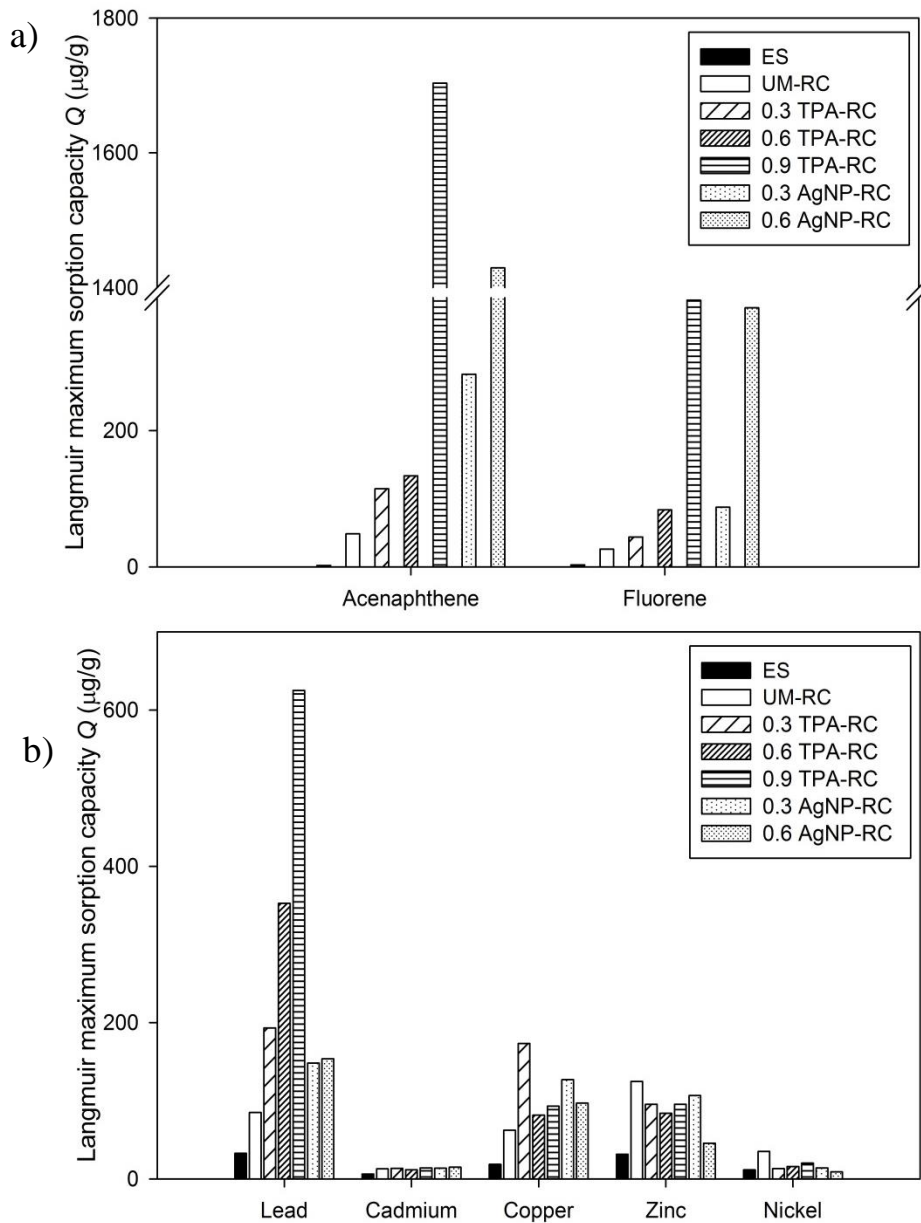 a)
Langmuir maximum sorption capacity Q (μg/g)
1800
1600
1400
200
0
ES
UM-RC
0.3 TPA-RC
0.6 TPA-RC
0.9 TPA-RC
0.3 AgNP-RC
0.6 AgNP-RC
Acenaphthene Fluorene
b)
Langmuir maximum sorption capacity Q (μg/g)
600
400
200
0
ES
UM-RC
0.3 TPA-RC
0.6 TPA-RC
0.9 TPA-RC
0.3 AgNP-RC
0.6 AgNP-RC
Lead Cadmium Copper Zinc Nickel